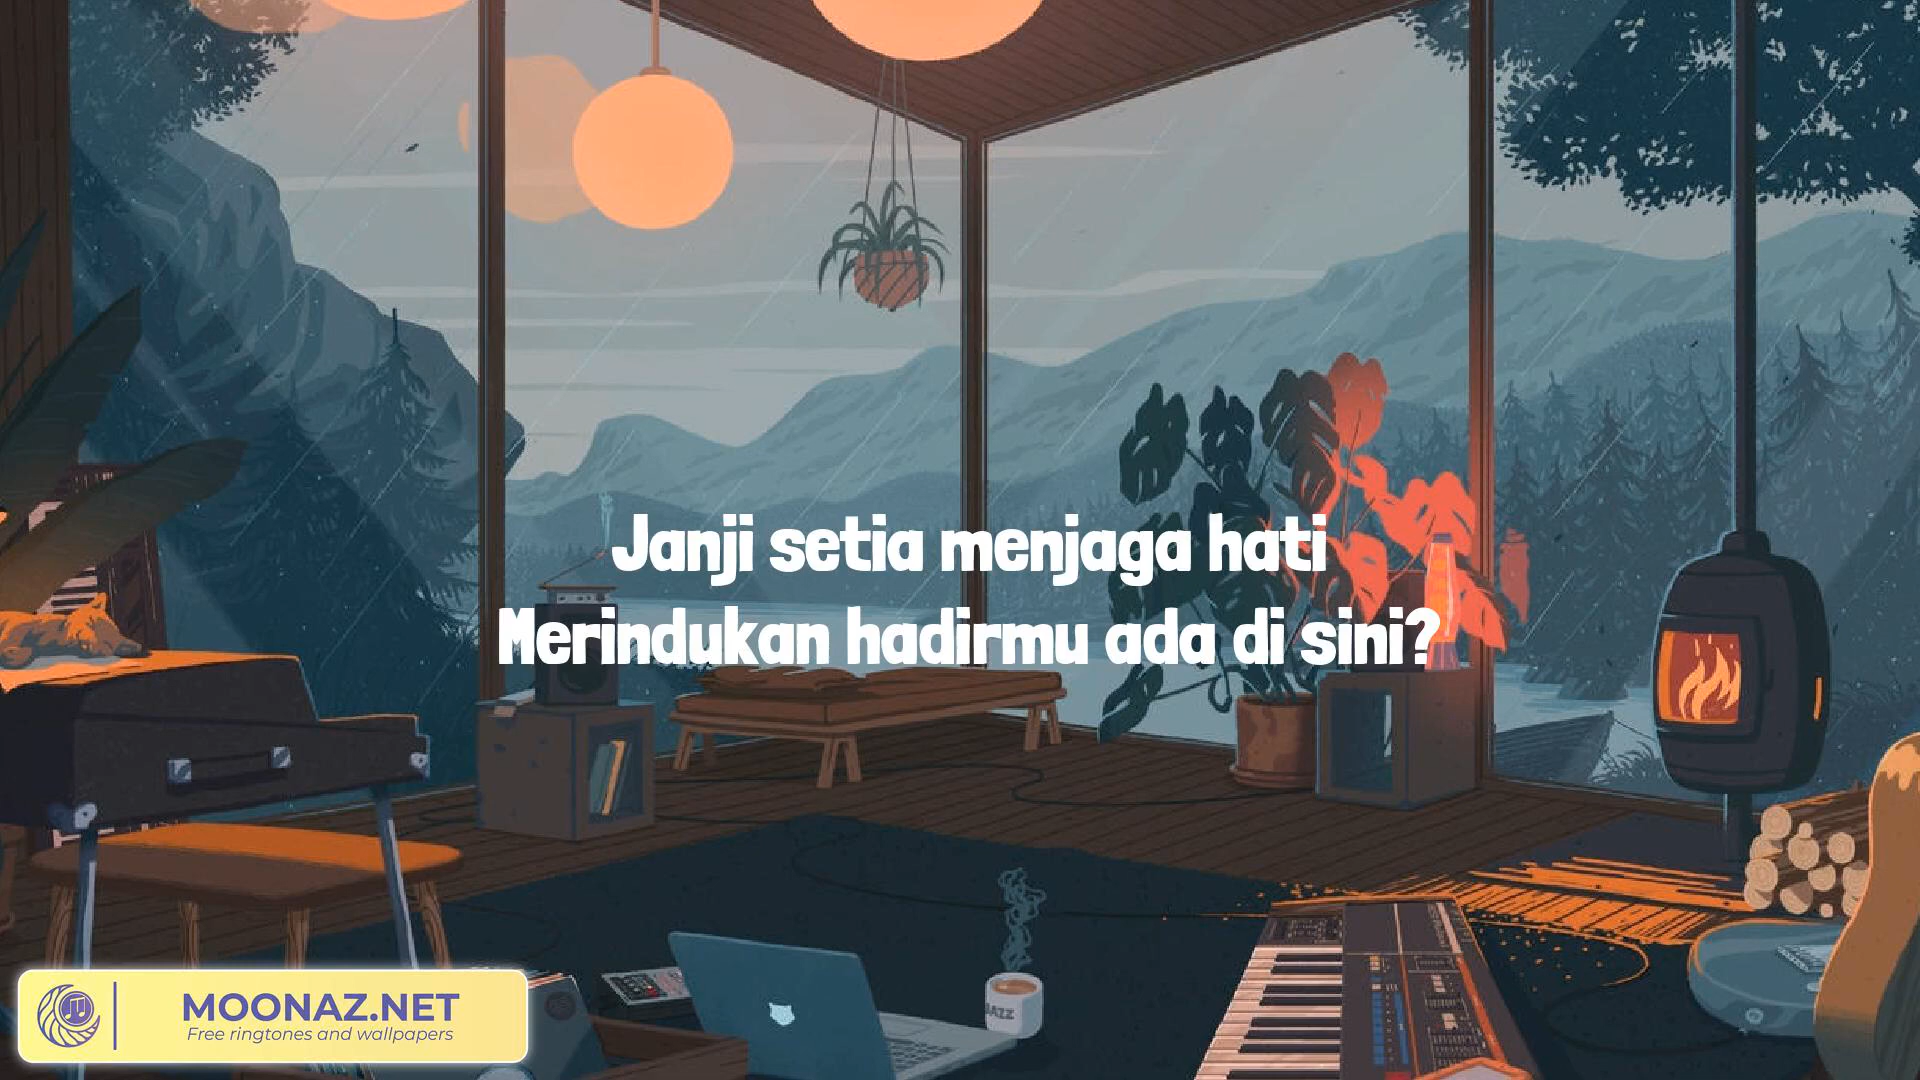 Janji setia menjaga hati
Merindukan hadirmu ada di sini?
MOONAZ.NET
Free ringtones and wallpapers